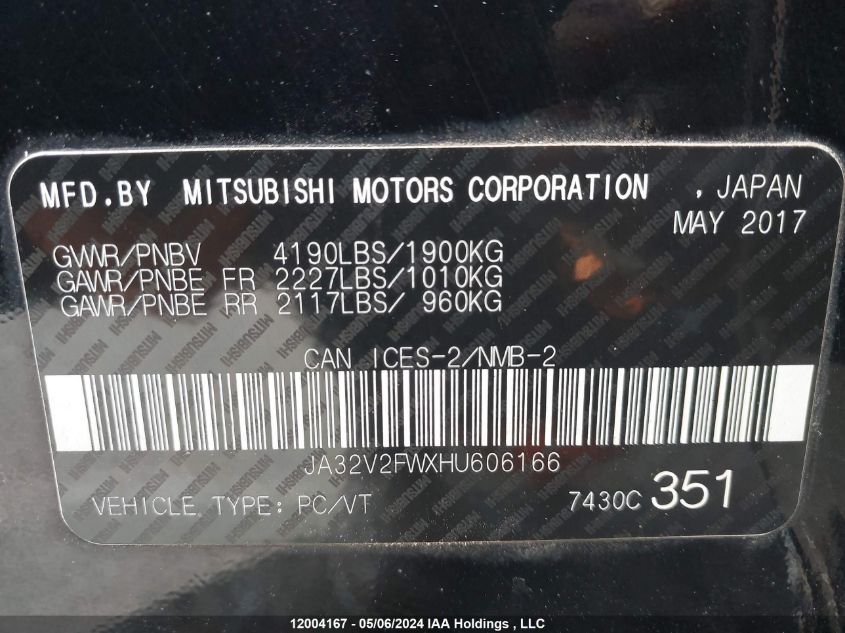 MFD.BY MITSUBISHI MOTORS CORPORATION , JAPAN
MAY 2017
GVWR/PNBV 4190LBS/1900KG
GAWR/PNBE FR 2227LBS/1010KG
GAWR/PNBE RR 2117LBS/ 960KG
CAN ICES-2/NMB-2
JA32V2FWXHU606166
VEHICLE TYPE: PC/VT 7430C 351
12004167 - 05/06/2024 IAA Holdings , LLC